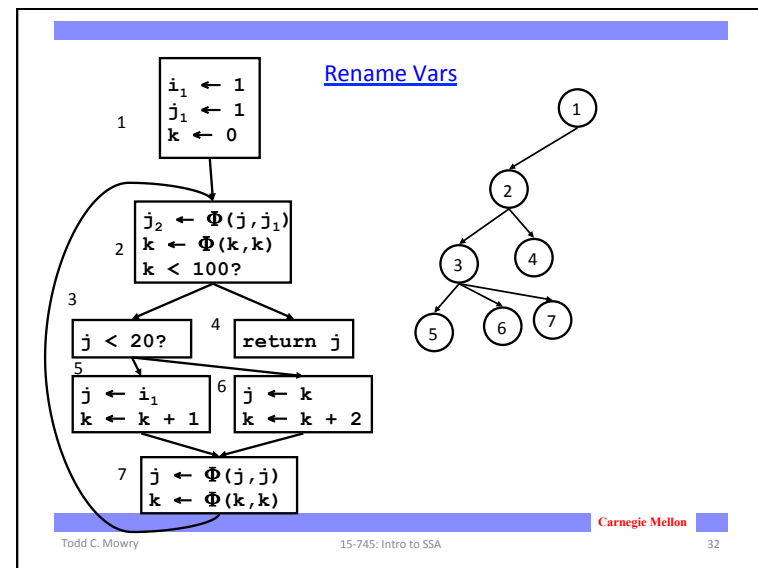 Rename Vars
1
i₁ ← 1
j₁ ← 1
k ← 0
2
j₂ ← Φ(j,j₁)
k ← Φ(k,k)
k < 100?
3
j < 20?
4
return j
5
j ← i₁
k ← k + 1
6
j ← k
k ← k + 2
7
j ← Φ(j,j)
k ← Φ(k,k)
1
2
3
4
5
6
7
Carnegie Mellon
Todd C. Mowry
15-745: Intro to SSA
32